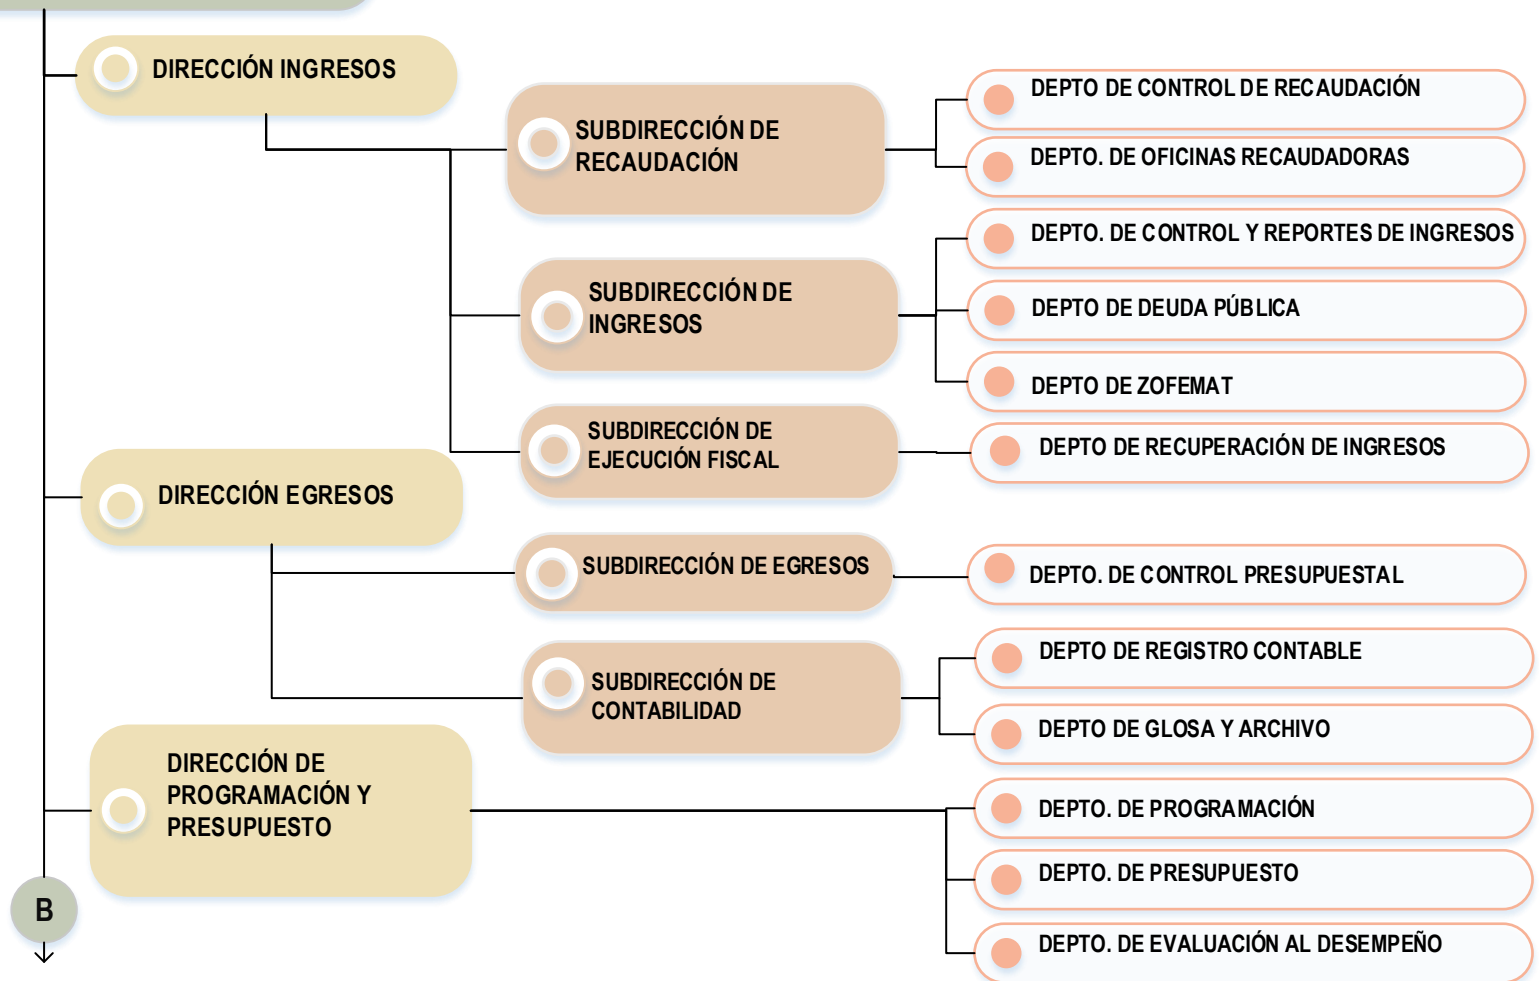 DIRECCIÓN INGRESOS
SUBDIRECCIÓN DE
RECAUDACIÓN
DEPTO DE CONTROL DE RECAUDACIÓN
DEPTO. DE OFICINAS RECAUDADORAS
SUBDIRECCIÓN DE
INGRESOS
DEPTO. DE CONTROL Y REPORTES DE INGRESOS
DEPTO DE DEUDA PÚBLICA
DEPTO DE ZOFEMAT
SUBDIRECCIÓN DE
EJECUCIÓN FISCAL
DEPTO DE RECUPERACIÓN DE INGRESOS
DIRECCIÓN EGRESOS
SUBDIRECCIÓN DE EGRESOS
DEPTO. DE CONTROL PRESUPUESTAL
SUBDIRECCIÓN DE
CONTABILIDAD
DEPTO DE REGISTRO CONTABLE
DEPTO DE GLOSA Y ARCHIVO
DIRECCIÓN DE
PROGRAMACIÓN Y
PRESUPUESTO
DEPTO. DE PROGRAMACIÓN
DEPTO. DE PRESUPUESTO
DEPTO. DE EVALUACIÓN AL DESEMPEÑO
B